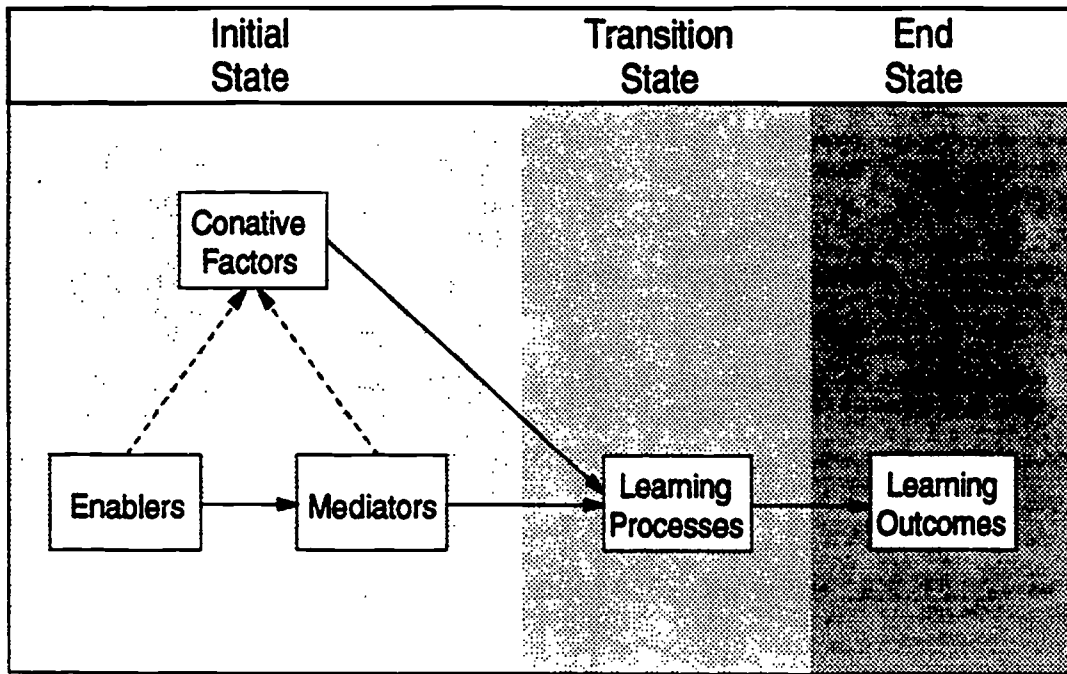 Initial
State
Transition
State
End
State
Conative
Factors
Enablers
Mediators
Learning
Processes
Learning
Outcomes